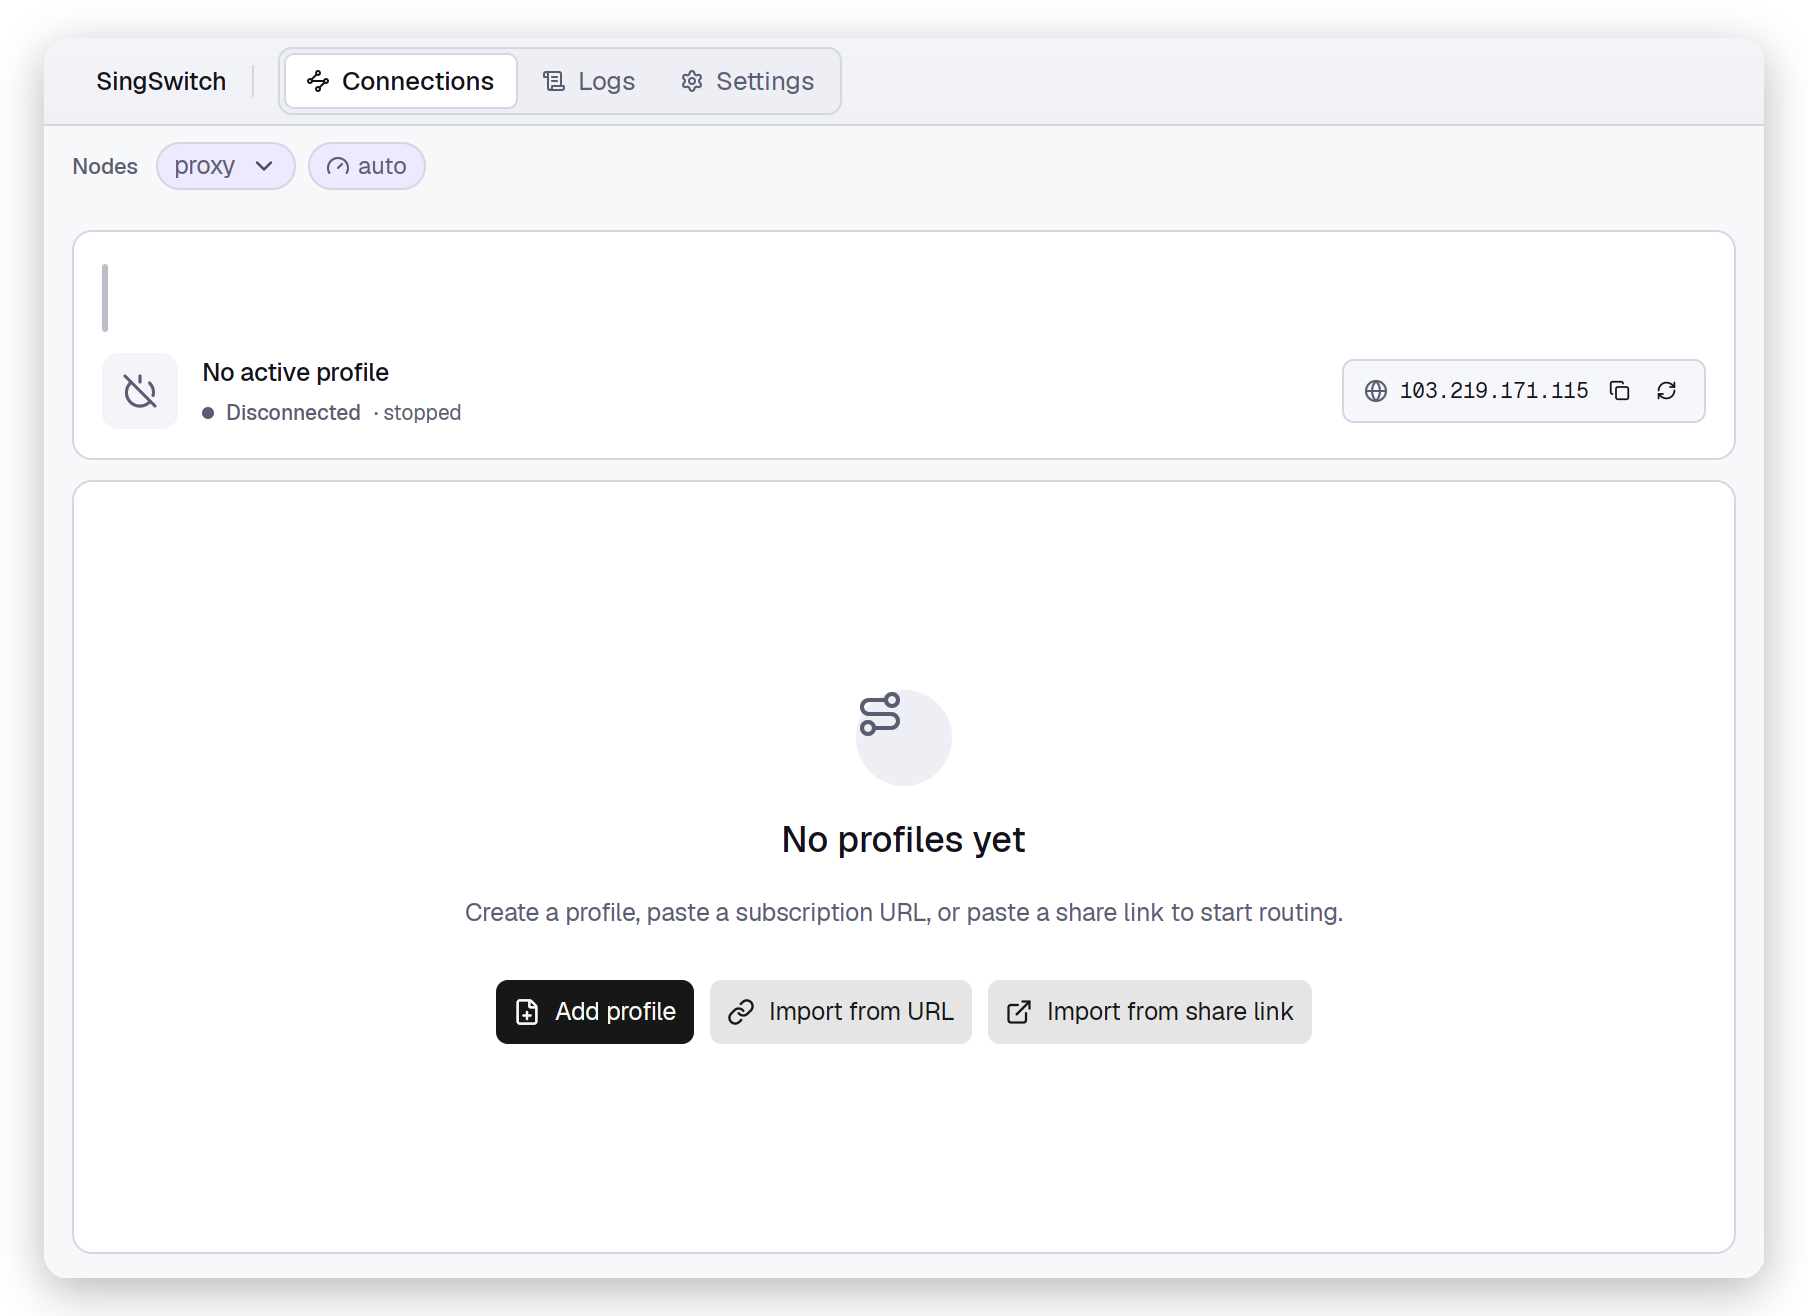 SingSwitch
Connections
Logs
Settings
Nodes
proxy
auto
No active profile
Disconnected · stopped
103.219.171.115
No profiles yet
Create a profile, paste a subscription URL, or paste a share link to start routing.
Add profile
Import from URL
Import from share link